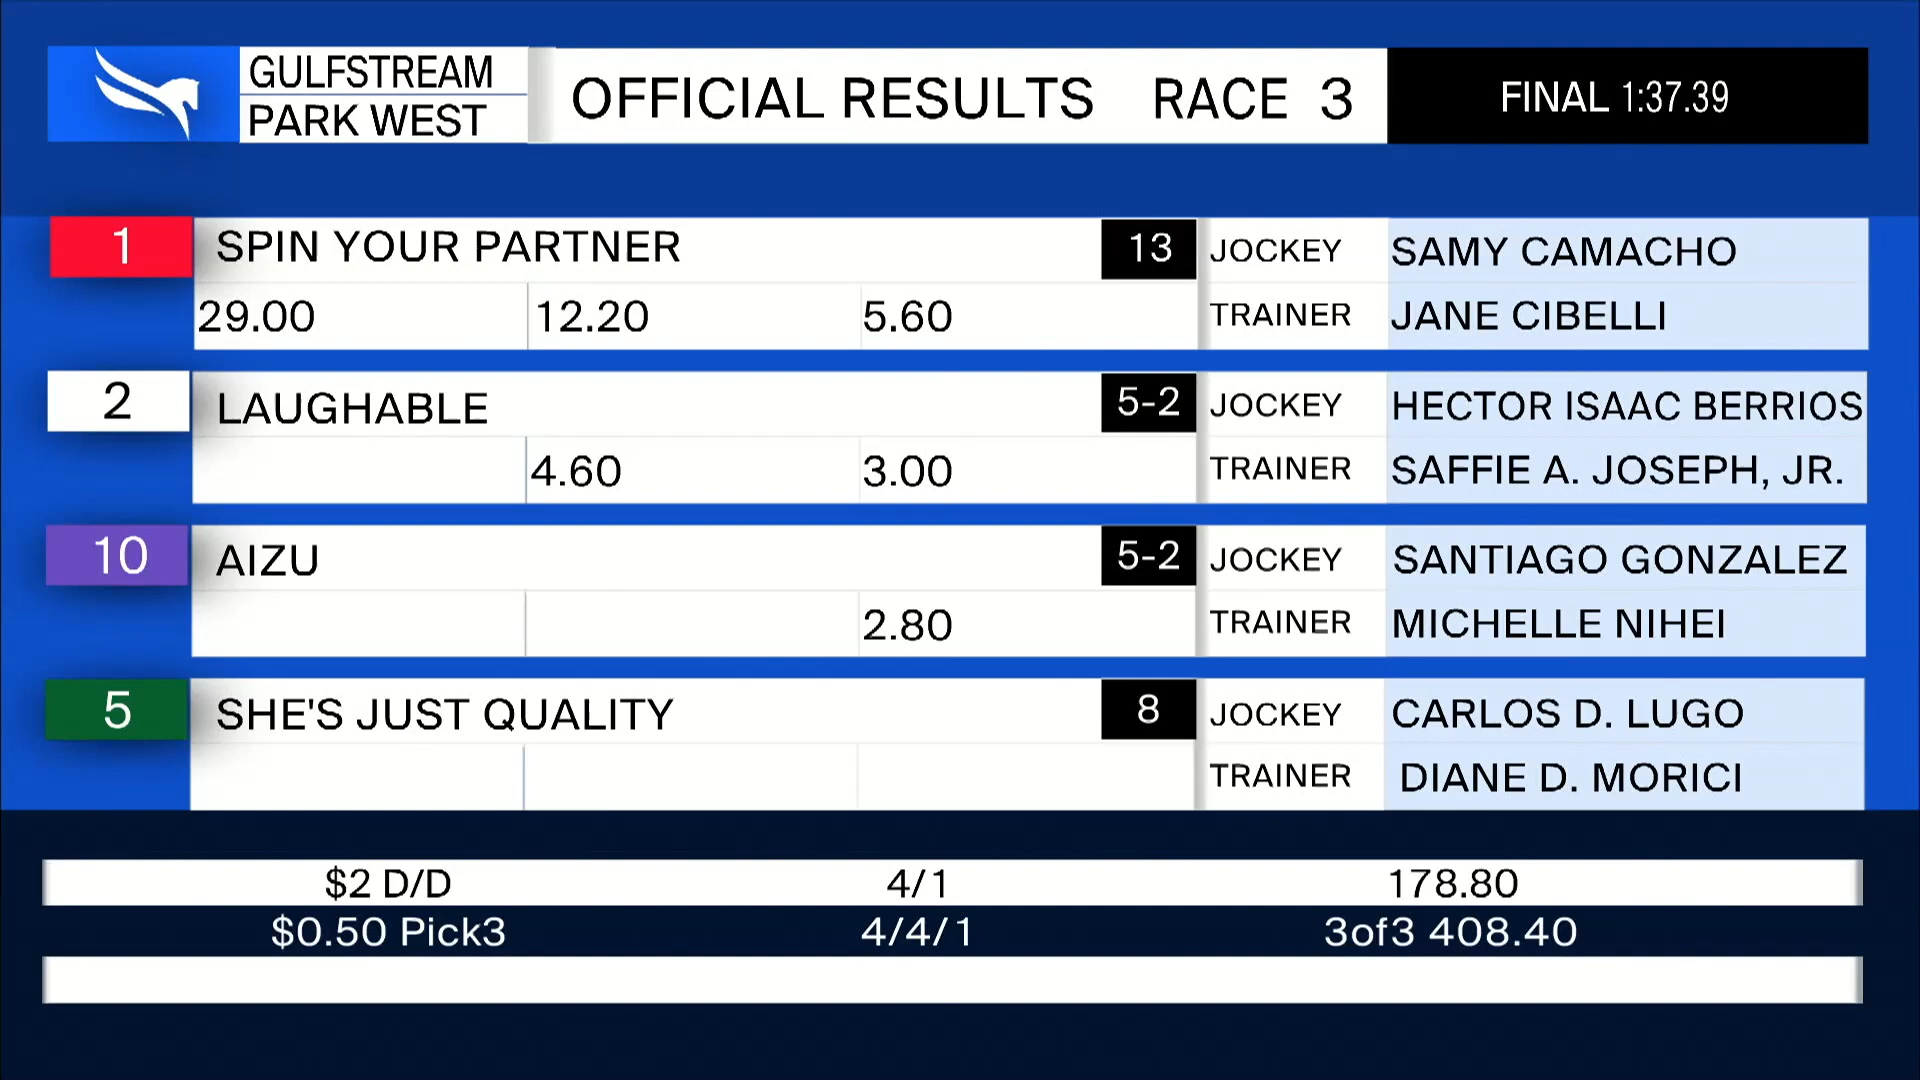 GULFSTREAM
PARK WEST
OFFICIAL RESULTS RACE 3
FINAL 1:37.39
1 SPIN YOUR PARTNER 13 JOCKEY SAMY CAMACHO
29.00 12.20 5.60 TRAINER JANE CIBELLI
2 LAUGHABLE 5-2 JOCKEY HECTOR ISAAC BERRIOS
4.60 3.00 TRAINER SAFFIE A. JOSEPH, JR.
10 AIZU 5-2 JOCKEY SANTIAGO GONZALEZ
2.80 TRAINER MICHELLE NIHEI
5 SHE'S JUST QUALITY 8 JOCKEY CARLOS D. LUGO
TRAINER DIANE D. MORICI
$2 D/D 4/1 178.80
$0.50 Pick3 4/4/1 3of3 408.40